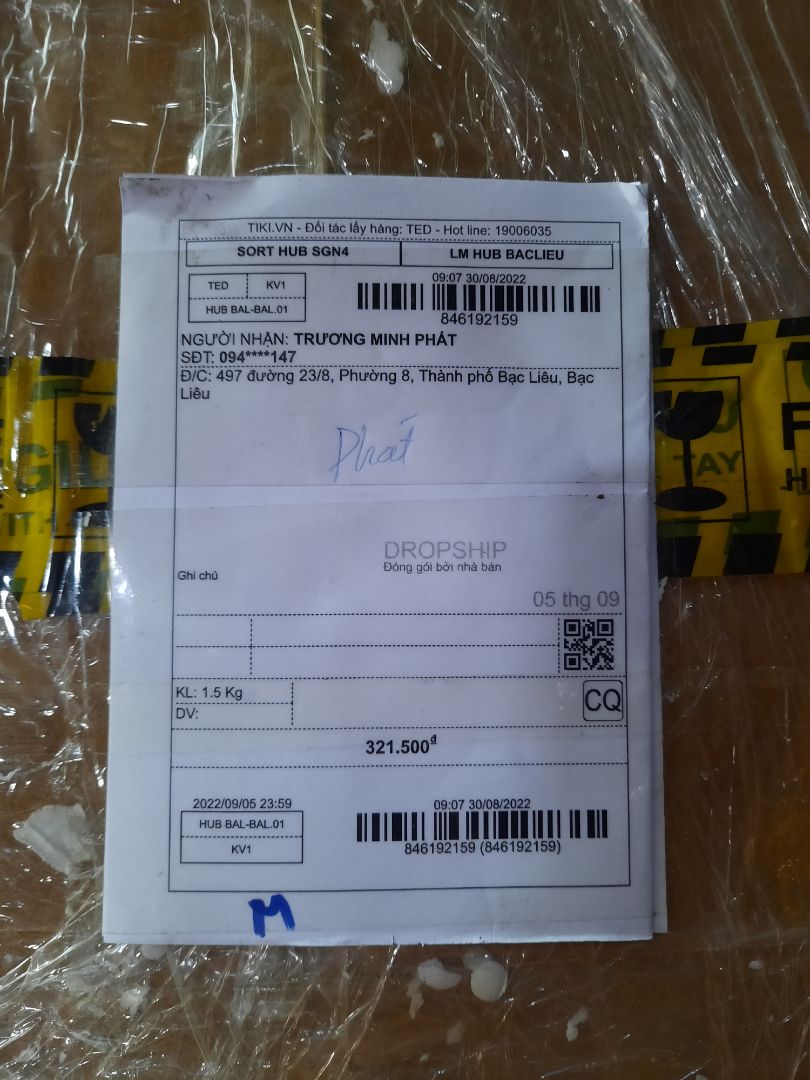 TIKI.VN - Đối tác lấy hàng: TED - Hot line: 19006035
SORT HUB SGN4 LM HUB BACLIEU
TED KV1
HUB BAL-BAL.01
09:07 30/08/2022
846192159
NGƯỜI NHẬN: TRƯƠNG MINH PHÁT
SĐT: 094****147
Đ/C: 497 đường 23/8, Phường 8, Thành phố Bạc Liêu, Bạc
Liêu
Phát
DROPSHIP
Đóng gói bởi nhà bán
Ghi chú
05 thg 09
KL: 1.5 Kg
DV:
CQ
321.500₫
2022/09/05 23:59
HUB BAL-BAL.01
KV1
09:07 30/08/2022
846192159 (846192159)
M
TAY